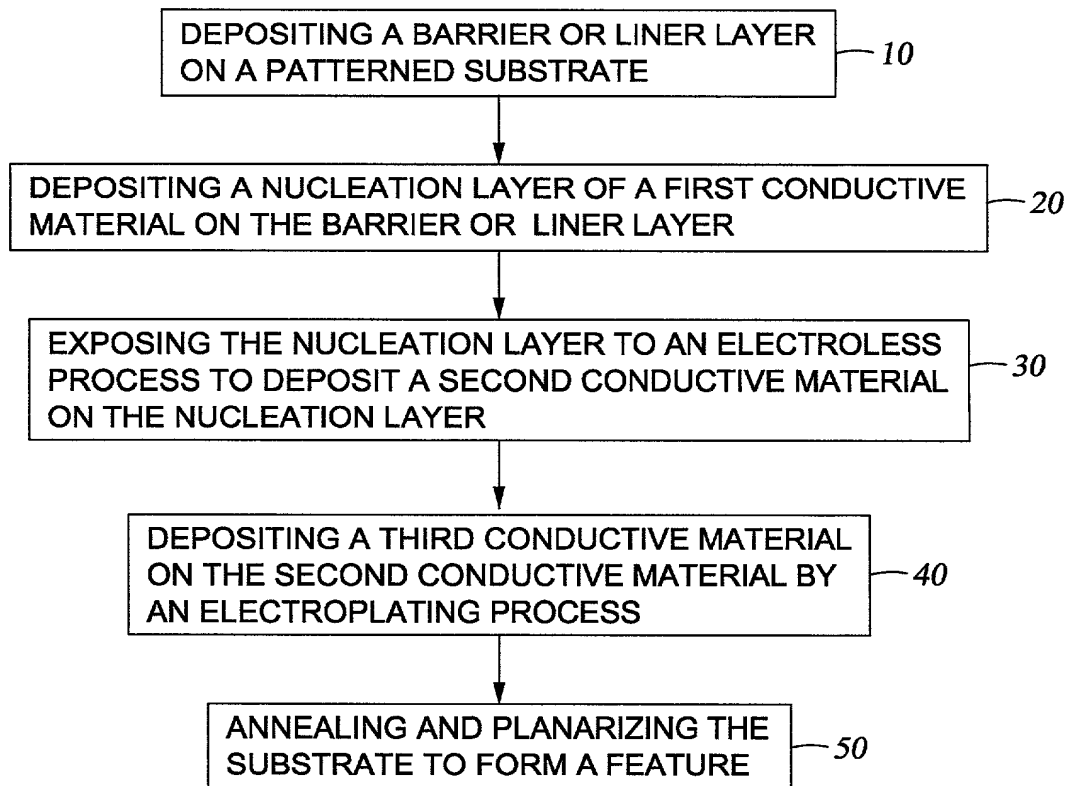 DEPOSITING A BARRIER OR LINER LAYER
ON A PATTERNED SUBSTRATE
10
DEPOSITING A NUCLEATION LAYER OF A FIRST CONDUCTIVE
MATERIAL ON THE BARRIER OR LINER LAYER
20
EXPOSING THE NUCLEATION LAYER TO AN ELECTROLESS
PROCESS TO DEPOSIT A SECOND CONDUCTIVE MATERIAL
ON THE NUCLEATION LAYER
30
DEPOSITING A THIRD CONDUCTIVE MATERIAL
ON THE SECOND CONDUCTIVE MATERIAL BY
AN ELECTROPLATING PROCESS
40
ANNEALING AND PLANARIZING THE
SUBSTRATE TO FORM A FEATURE
50